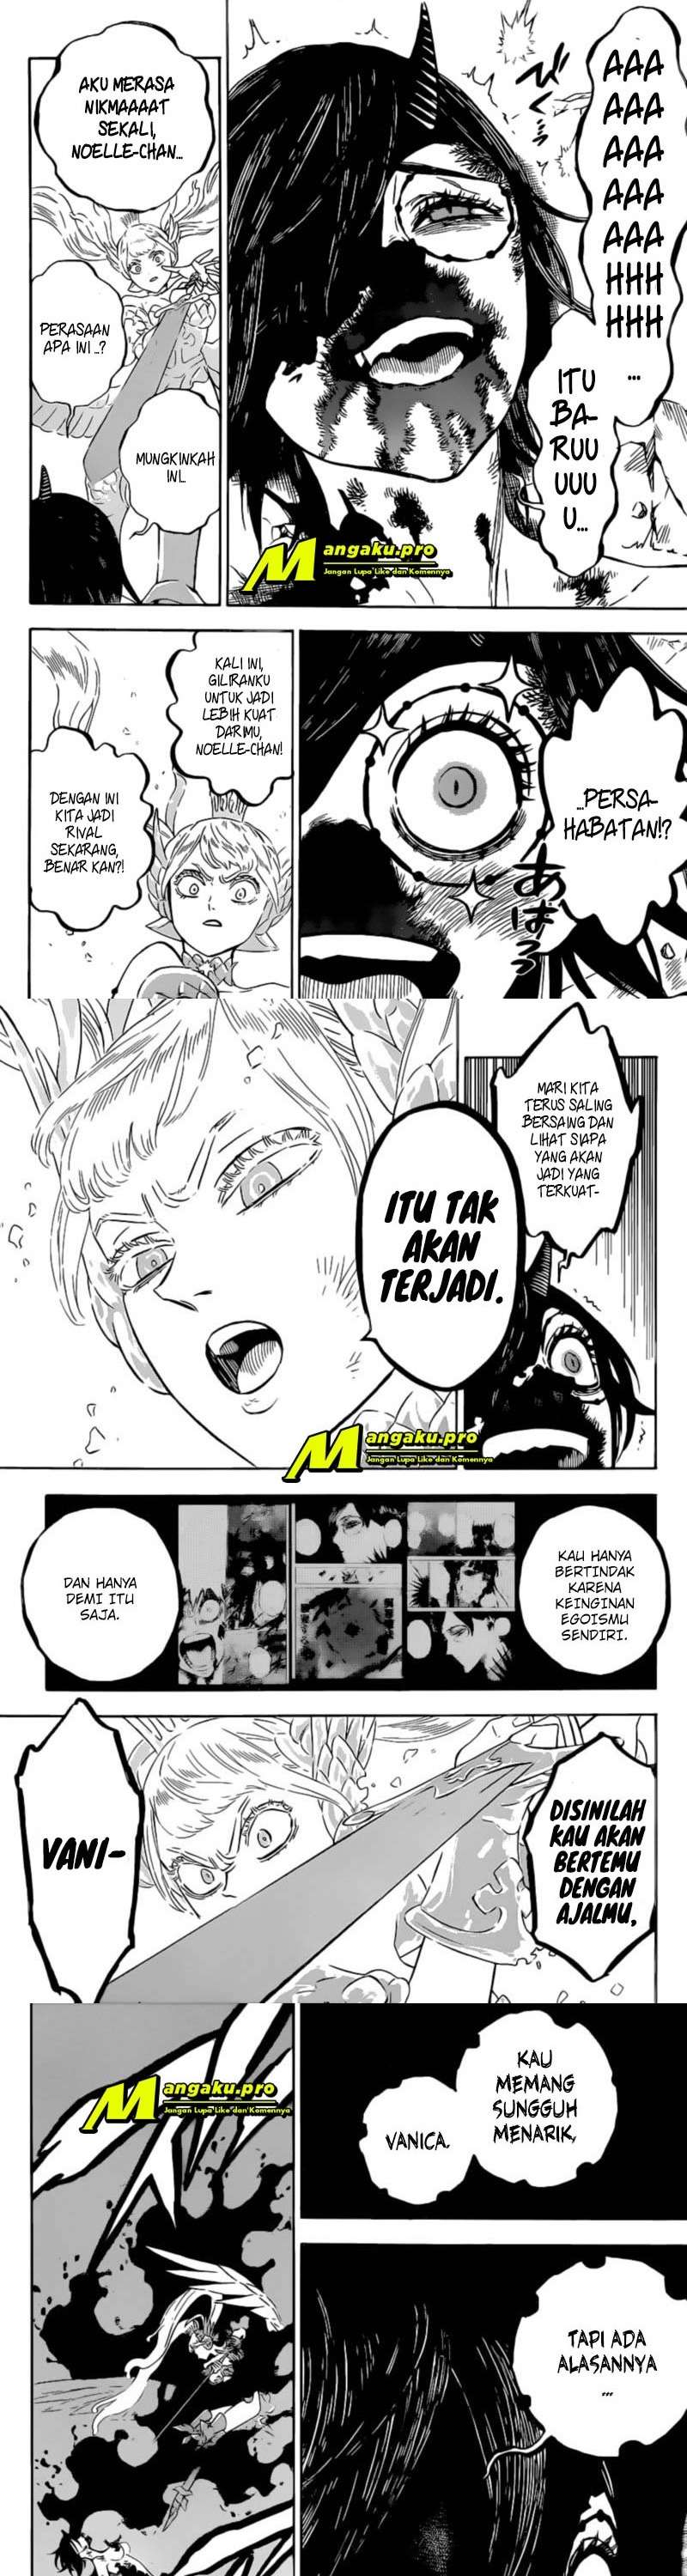 AAA
AAA
AAA
AAA
AAA
HHH
HHH
...
ITU
BA-
RUU
UUU
UU
U...
AKU MERASA
NIKMAAAAT
SEKALI,
NOELLE-CHAN...
PERASAAN
APA INI ..?
MUNGKINKAH
INI..
Mangaku.pro
Jangan Lupa Like dan Komennya
...PERSA-
HABATAN!?
あばっ
KALI INI,
GILIRANKU
UNTUK JADI
LEBIH KUAT
DARIMU,
NOELLE-CHAN!
DENGAN INI
KITA JADI
RIVAL
SEKARANG,
BENAR KAN?!
MARI KITA
TERUS SALING
BERSAING DAN
LIHAT SIAPA
YANG AKAN
JADI YANG
TERKUAT-
ITU TAK
AKAN
TERJADI.
Mangaku.pro
Jangan Lupa Like dan Komennya
KAU HANYA
BERTINDAK
KARENA
KEINGINAN
EGOISMU
SENDIRI.
DAN HANYA
DEMI ITU
SAJA.
DISINILAH
KAU AKAN
BERTEMU
DENGAN
AJALMU,
VANI-
KAU
MEMANG
SUNGGUH
MENARIK,
VANICA.
Mangaku.pro
Jangan Lupa Like dan Komennya
TAPI ADA
ALASANNYA
...